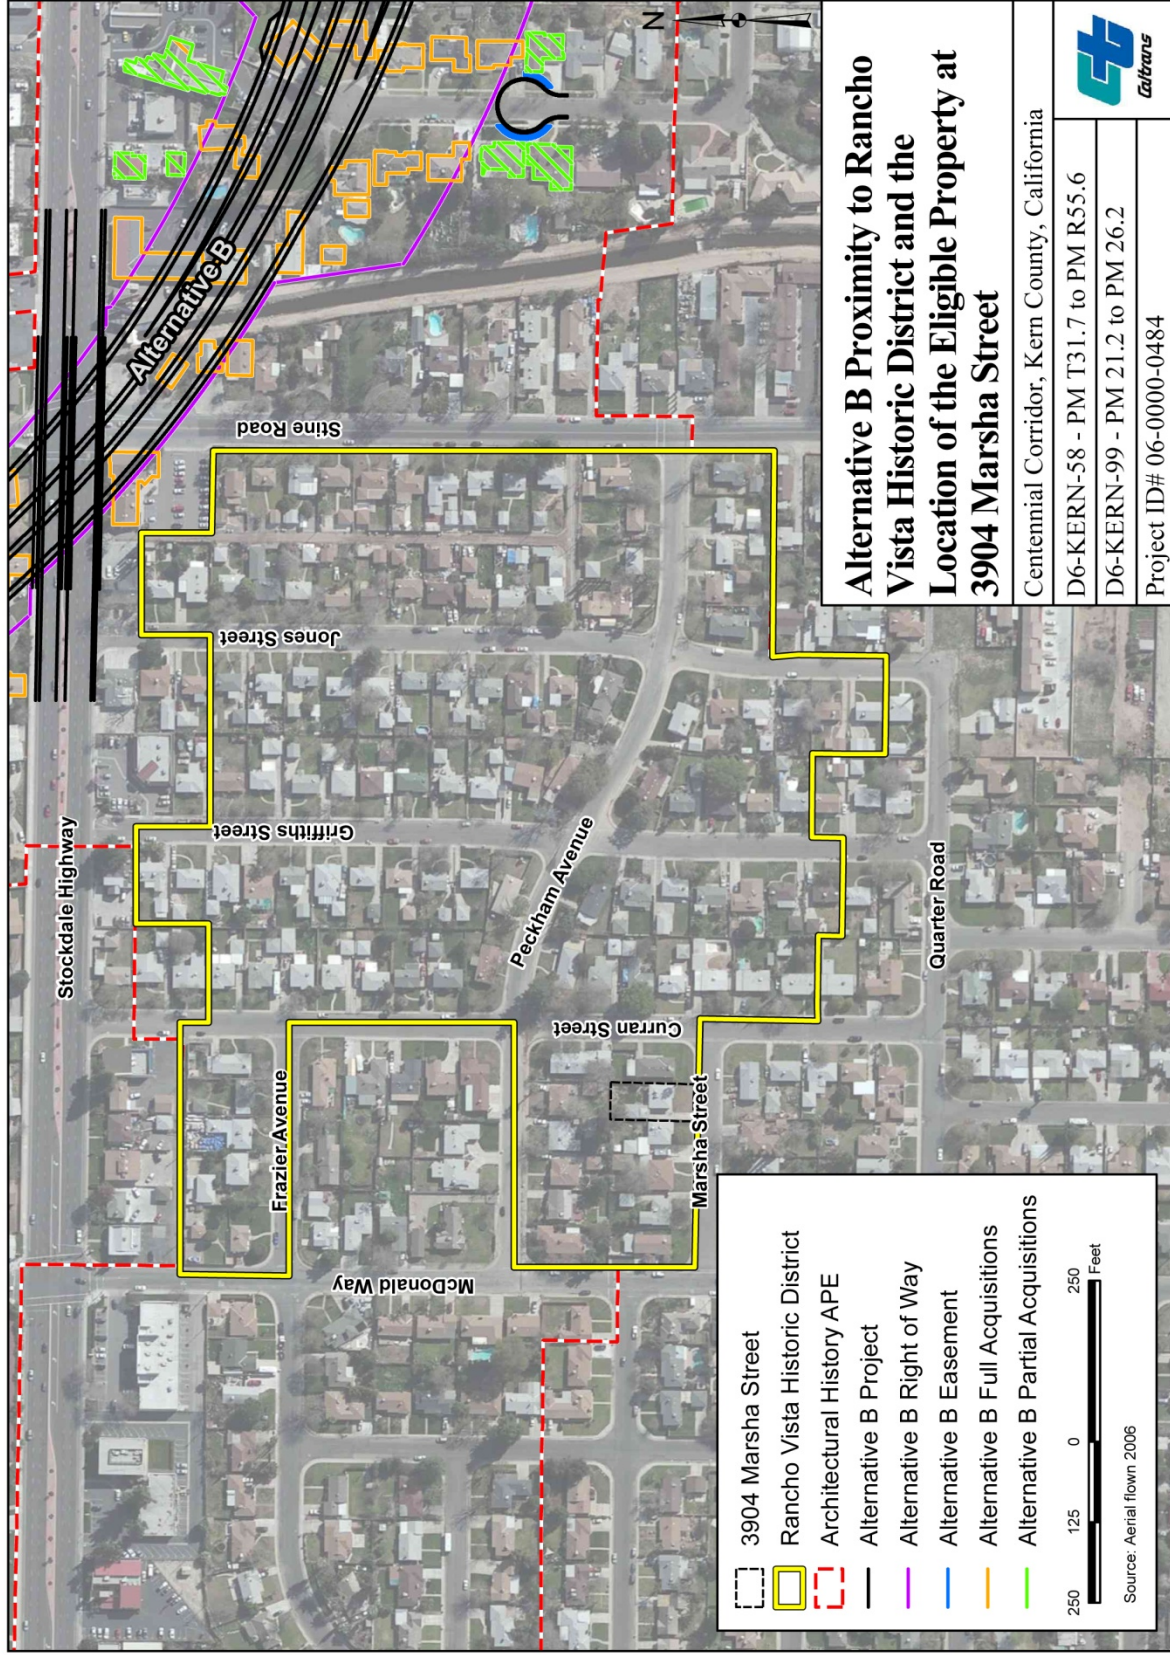 Stockdale Highway
Alternative B
Stine Road
Jones Street
Griffiths Street
Peckham Avenue
Curran Street
Frazier Avenue
McDonald Way
Marsha Street
Quarter Road
N
3904 Marsha Street
Rancho Vista Historic District
Architectural History APE
Alternative B Project
Alternative B Right of Way
Alternative B Easement
Alternative B Full Acquisitions
Alternative B Partial Acquisitions
250 125 0 250
Feet
Source: Aerial flown 2006
Alternative B Proximity to Rancho
Vista Historic District and the
Location of the Eligible Property at
3904 Marsha Street
Centennial Corridor, Kern County, California
D6-KERN-58 - PM T31.7 to PM R55.6
D6-KERN-99 - PM 21.2 to PM 26.2
Project ID# 06-0000-0484
Caltrans